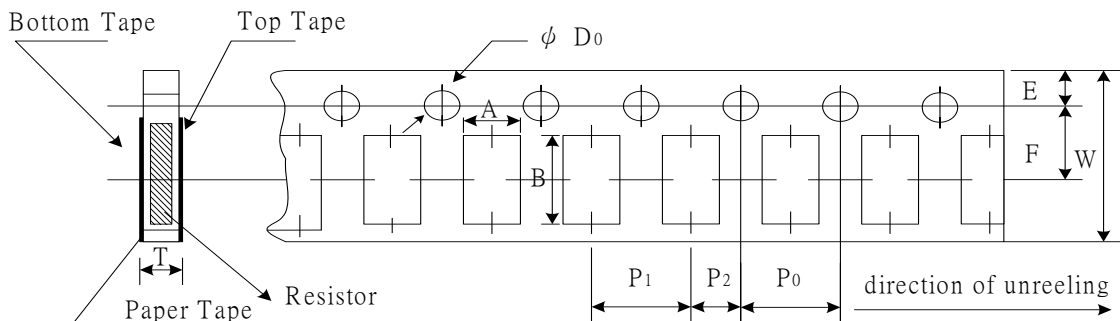 Bottom Tape
Top Tape
φ D0
A
B
E
F
W
T
P1
P2
P0
Resistor
Paper Tape
direction of unreeling